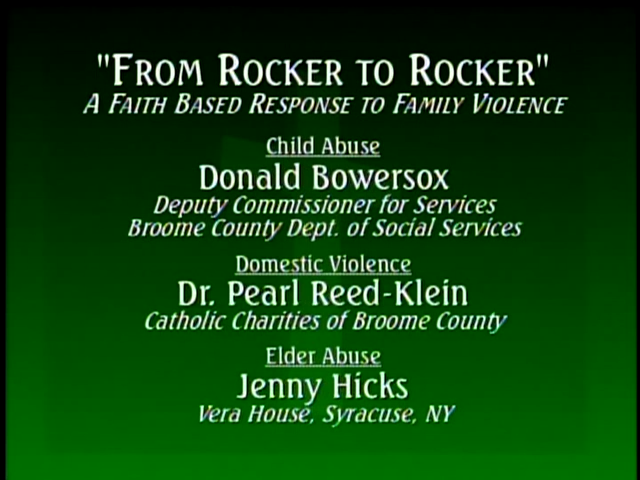 "From Rocker to Rocker"
A Faith Based Response to Family Violence
Child Abuse
Donald Bowersox
Deputy Commissioner for Services
Broome County Dept. of Social Services
Domestic Violence
Dr. Pearl Reed-Klein
Catholic Charities of Broome County
Elder Abuse
Jenny Hicks
Vera House, Syracuse, NY